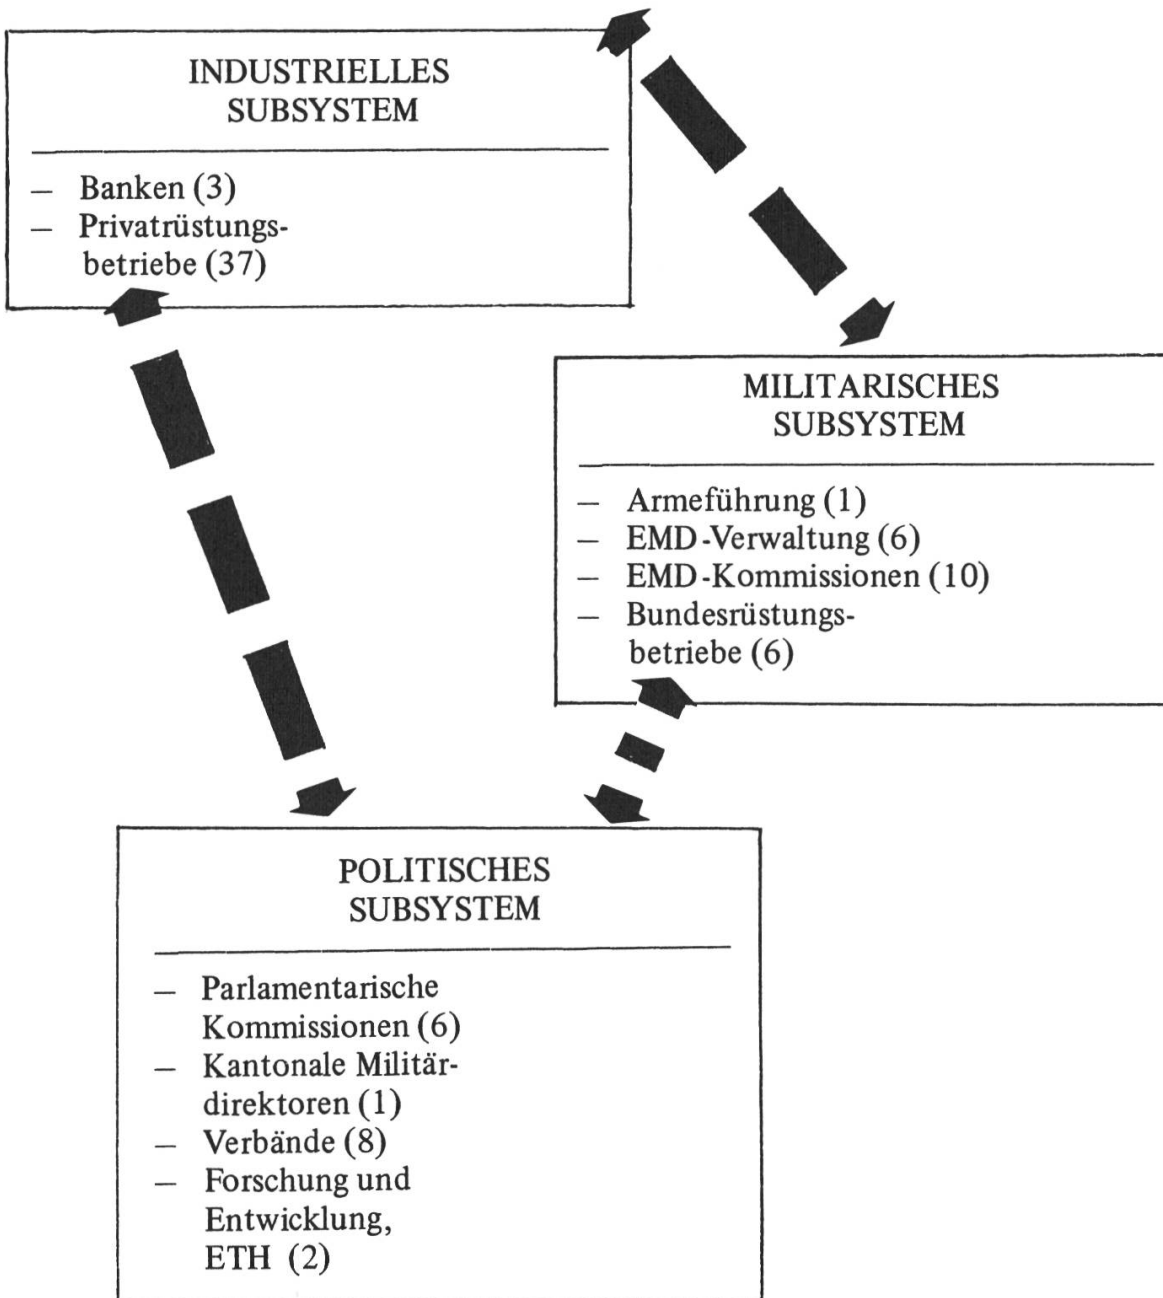 INDUSTRIELLES
SUBSYSTEM
— Banken (3)
— Privatrüstungs-
betriebe (37)
MILITARISCHES
SUBSYSTEM
— Armeführung (1)
— EMD-Verwaltung (6)
— EMD-Kommissionen (10)
— Bundesrüstungs-
betriebe (6)
POLITISCHES
SUBSYSTEM
— Parlamentarische
Kommissionen (6)
— Kantonale Militär-
direktoren (1)
— Verbände (8)
— Forschung und
Entwicklung,
ETH (2)